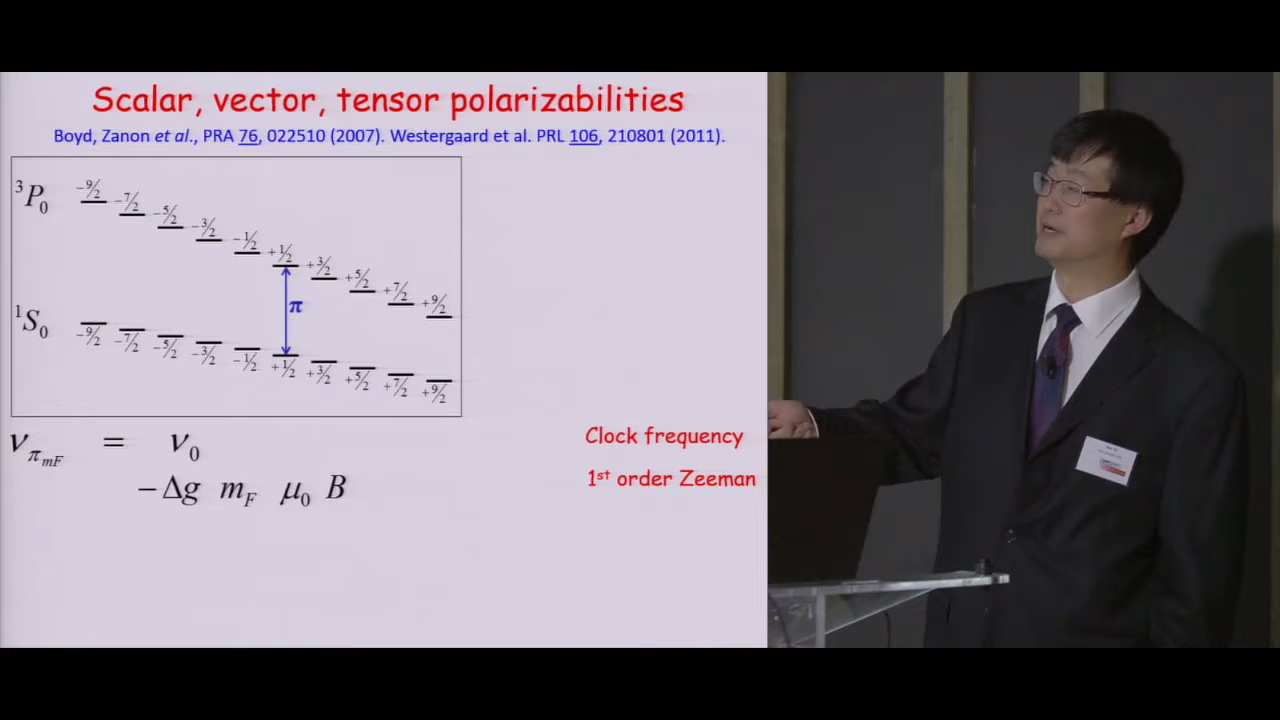 Scalar, vector, tensor polarizabilities
Boyd, Zanon et al., PRA 76, 022510 (2007). Westergaard et al. PRL 106, 210801 (2011).
³P₀ −9/2 −7/2 −5/2 −3/2 −1/2 +1/2 +3/2 +5/2 +7/2 +9/2
π
¹S₀ −9/2 −7/2 −5/2 −3/2 −1/2 +1/2 +3/2 +5/2 +7/2 +9/2
ν_{π_{mF}} = ν₀ Clock frequency
−Δg m_F μ₀ B 1st order Zeeman